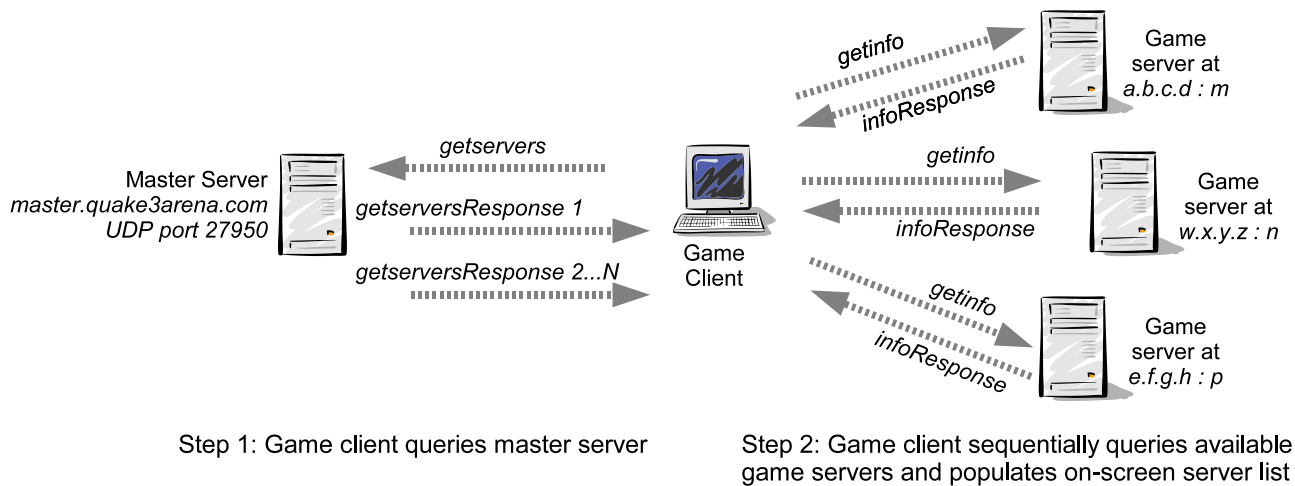 Master Server
master.quake3arena.com
UDP port 27950
getservers
getserversResponse 1
getserversResponse 2...N
Game
Client
getinfo
infoResponse
Game
server at
a.b.c.d : m
getinfo
infoResponse
Game
server at
w.x.y.z : n
getinfo
infoResponse
Game
server at
e.f.g.h : p
Step 1: Game client queries master server
Step 2: Game client sequentially queries available
game servers and populates on-screen server list